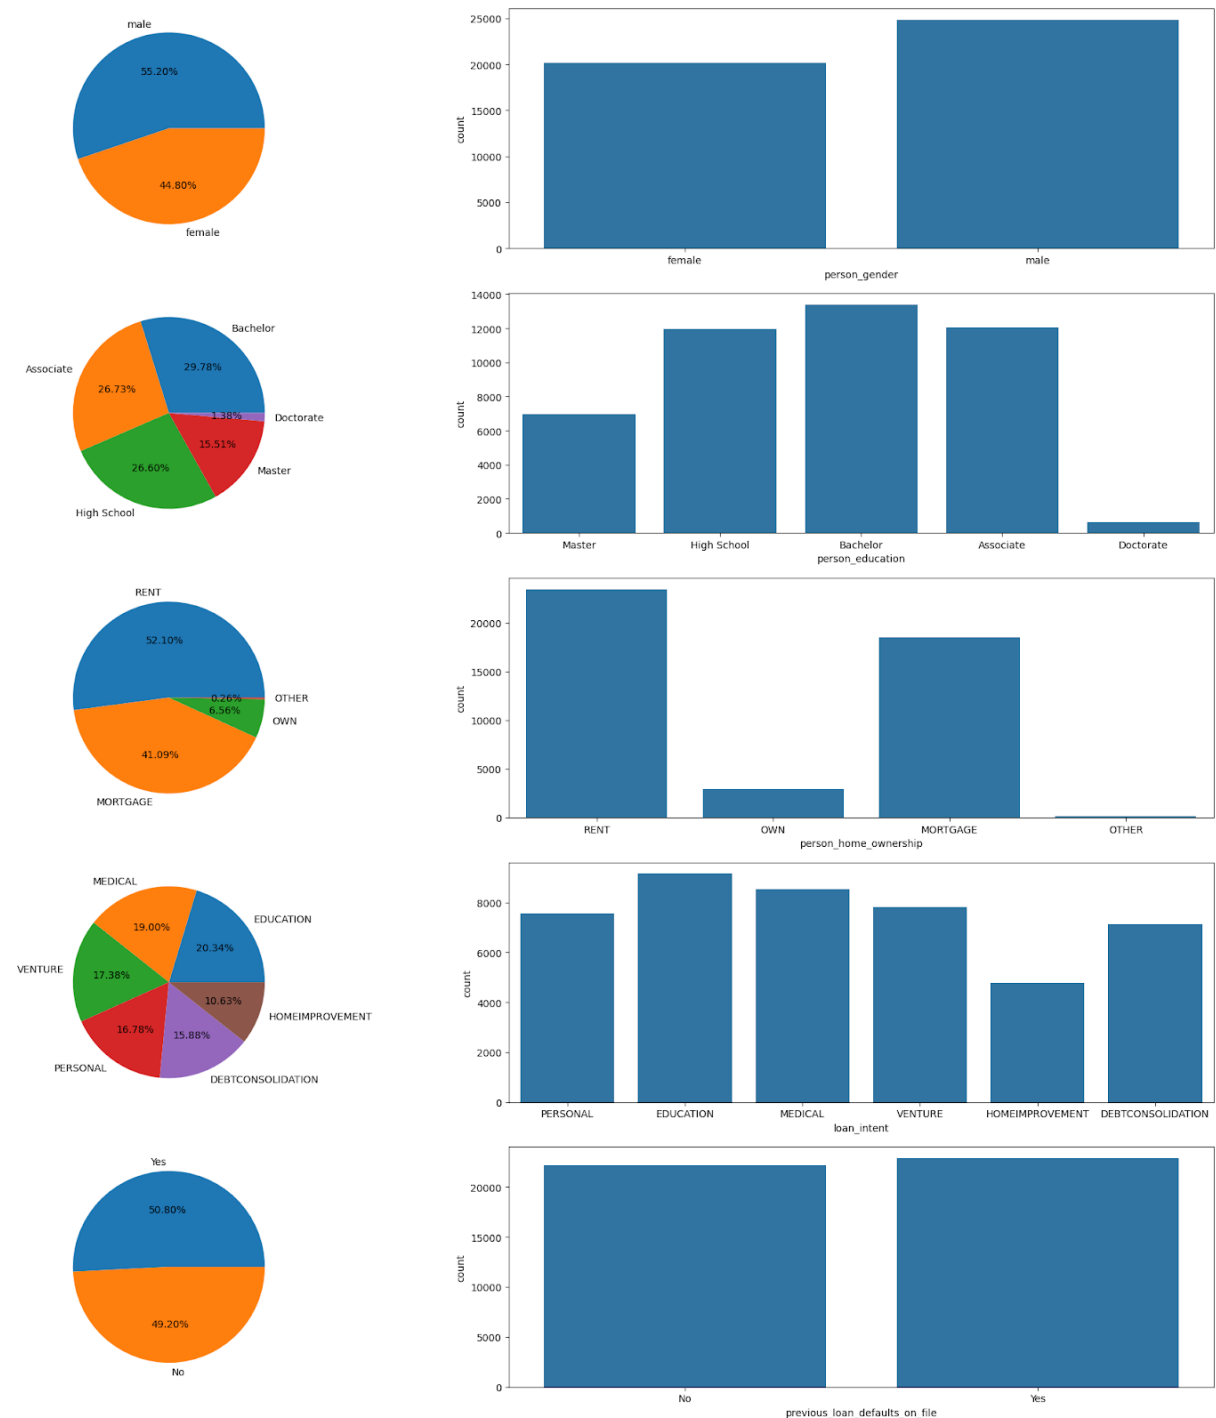 male
55.20%
44.80%
female
25000
20000
15000
10000
5000
0
count
female
male
person_gender
Bachelor
Associate
29.78%
26.73%
1.38%
Doctorate
15.51%
26.60%
Master
High School
14000
12000
10000
8000
6000
4000
2000
0
count
Master
High School
Bachelor
Associate
Doctorate
person_education
RENT
52.10%
0.26%
OTHER
6.56%
OWN
41.09%
MORTGAGE
20000
15000
10000
5000
0
count
RENT
OWN
MORTGAGE
OTHER
person_home_ownership
MEDICAL
EDUCATION
19.00%
20.34%
VENTURE
17.38%
10.63%
HOMEIMPROVEMENT
16.78%
15.88%
PERSONAL
DEBTCONSOLIDATION
8000
6000
4000
2000
0
count
PERSONAL
EDUCATION
MEDICAL
VENTURE
HOMEIMPROVEMENT
DEBTCONSOLIDATION
loan_intent
Yes
50.80%
49.20%
No
20000
15000
10000
5000
0
count
No
Yes
previous_loan_defaults_on_file